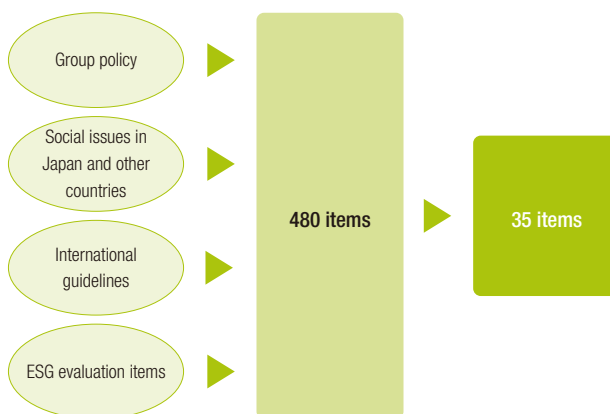 Group policy
Social issues in
Japan and other
countries
International
guidelines
ESG evaluation items
480 items
35 items